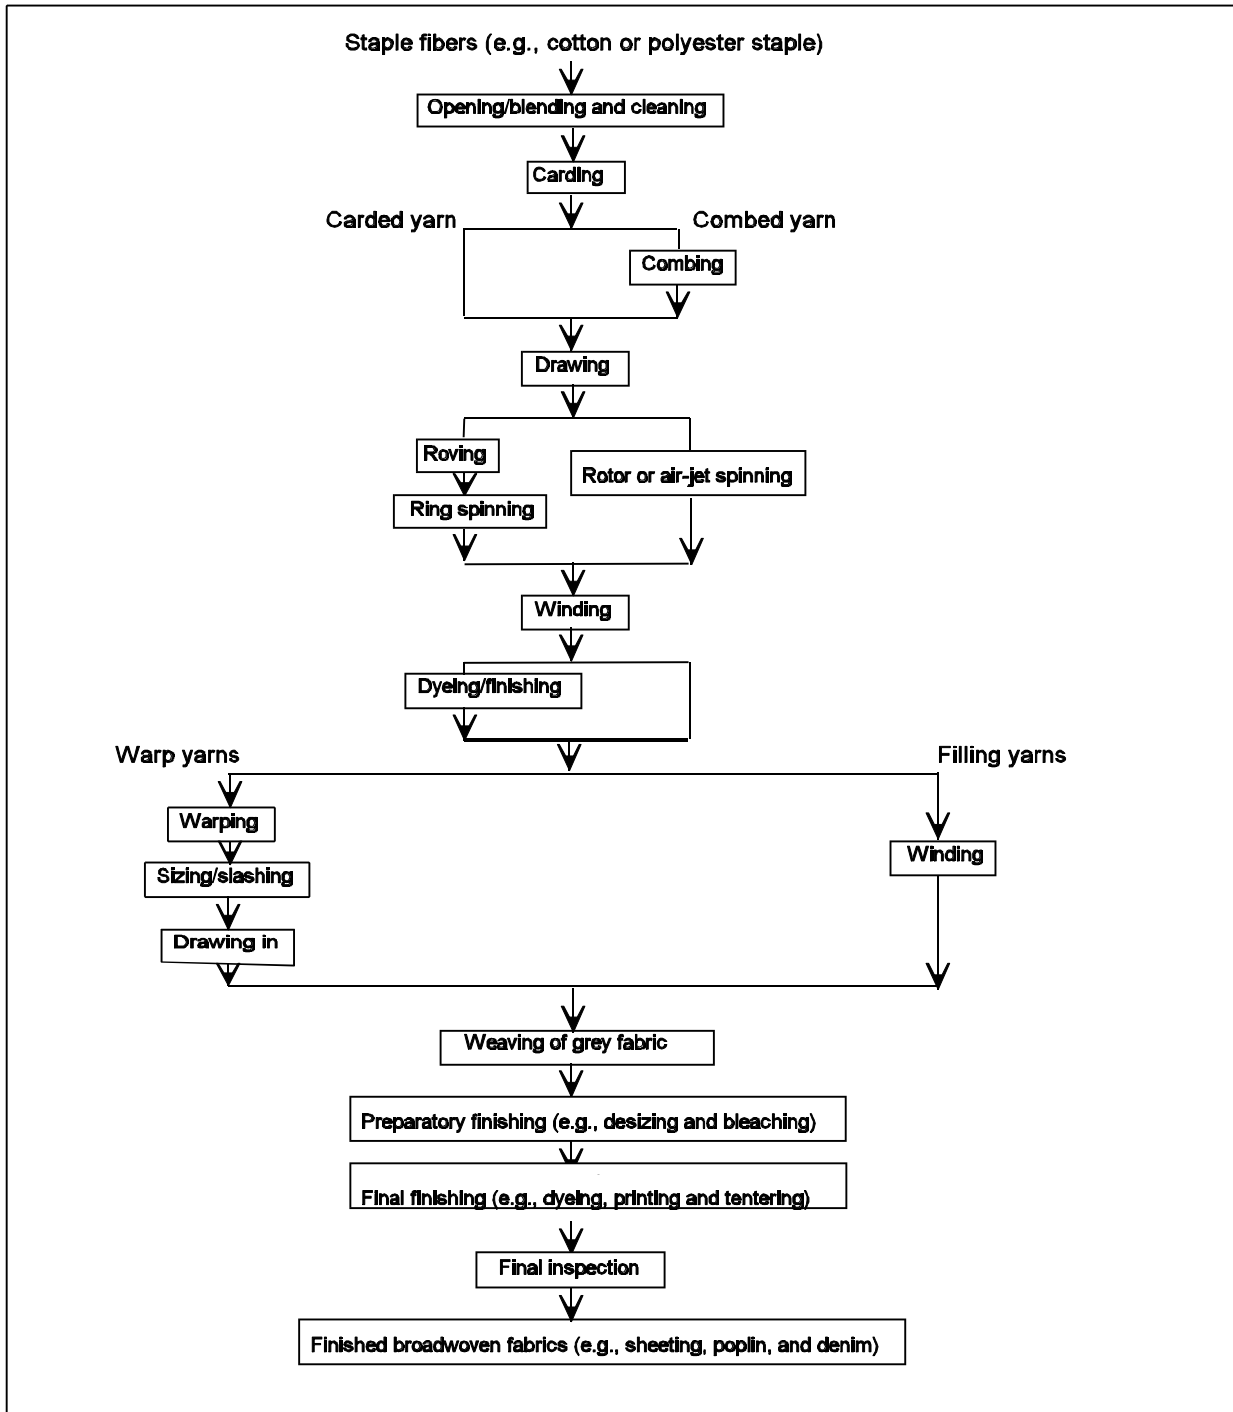 Staple fibers (e.g., cotton or polyester staple)
Opening/blending and cleaning
Carding
Carded yarn
Combed yarn
Combing
Drawing
Roving
Rotor or air-jet spinning
Ring spinning
Winding
Dyeing/finishing
Warp yarns
Filling yarns
Warping
Winding
Sizing/slashing
Drawing in
Weaving of grey fabric
Preparatory finishing (e.g., desizing and bleaching)
Final finishing (e.g., dyeing, printing and tentering)
Final inspection
Finished broadwoven fabrics (e.g., sheeting, poplin, and denim)